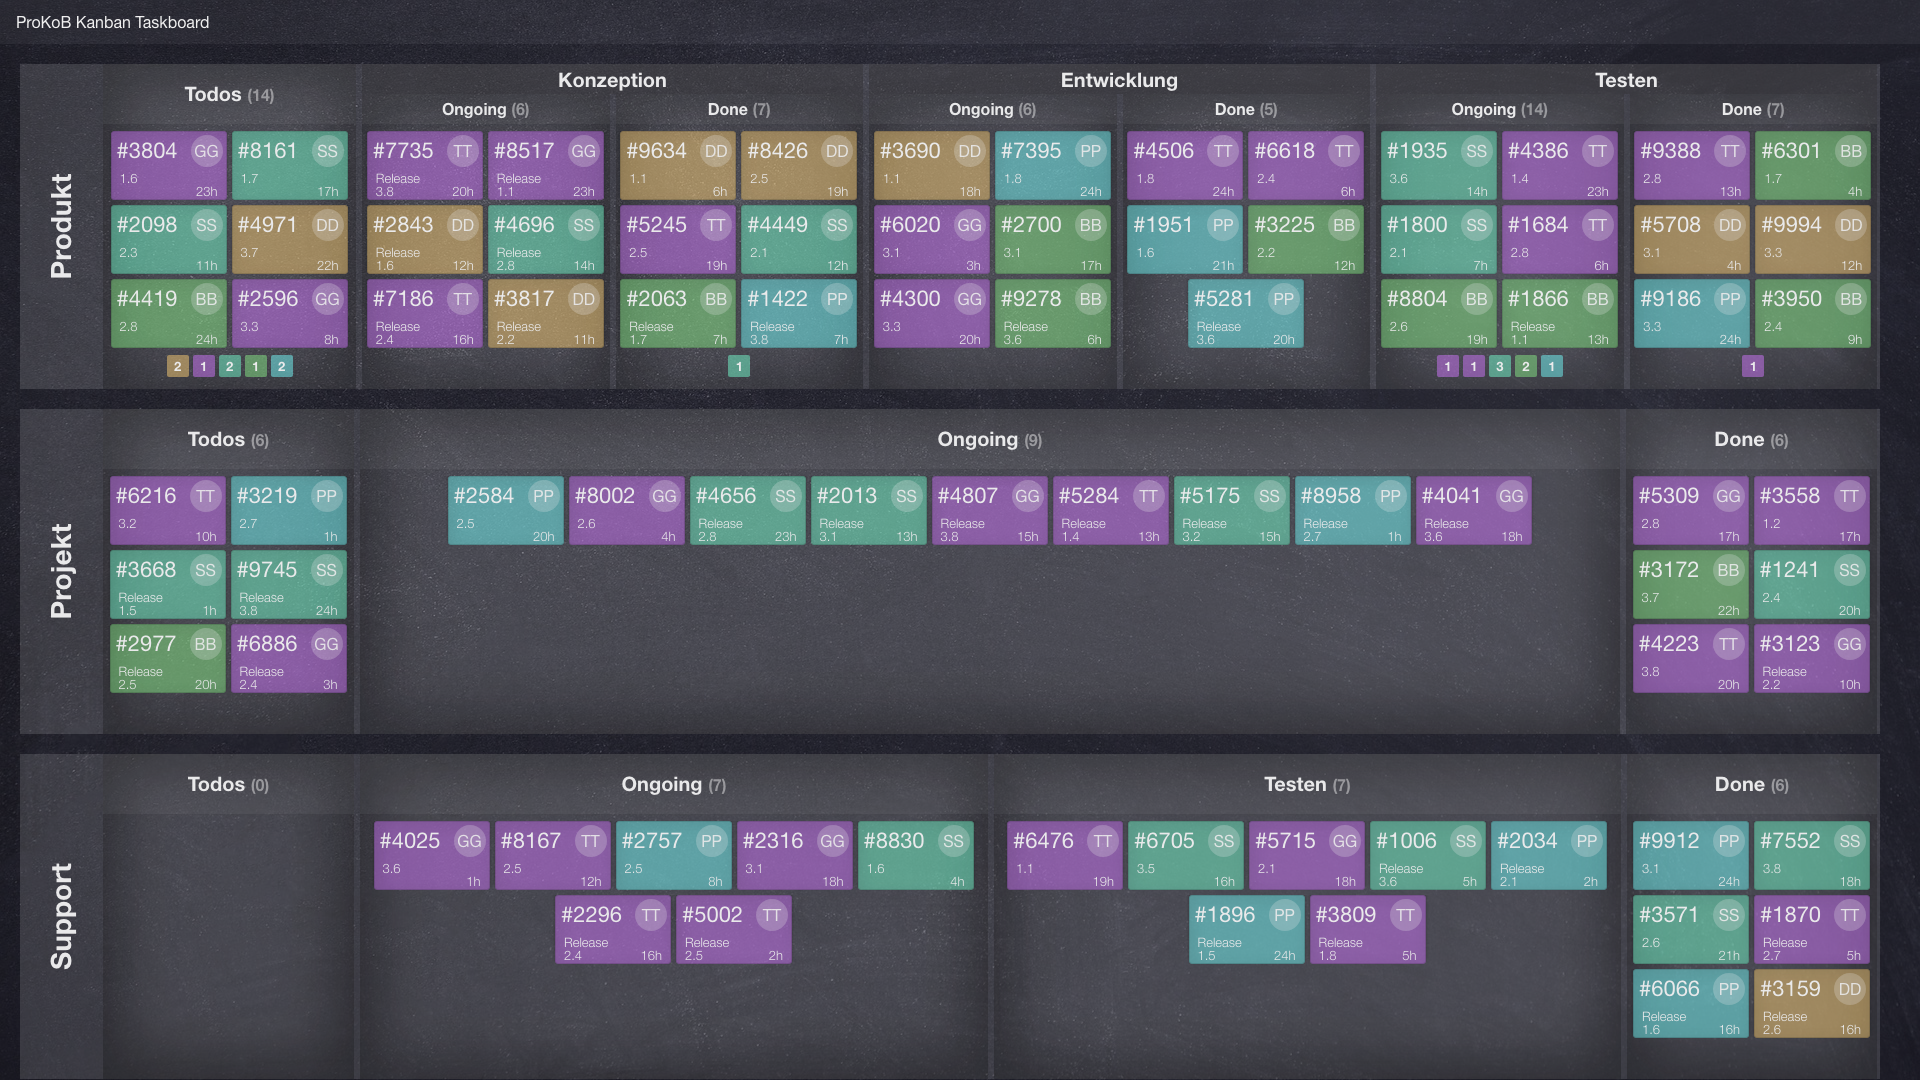 ProKoB Kanban Taskboard
Produkt
Todos (14)
Konzeption
Entwicklung
Testen
Ongoing (6)
Done (7)
Ongoing (6)
Done (5)
Ongoing (14)
Done (7)
#3804 GG 1.6 23h
#8161 SS 1.7 17h
#7735 TT Release 3.8 20h
#8517 GG Release 1.1 23h
#9634 DD 1.1 6h
#8426 DD 2.5 19h
#3690 DD 1.1 18h
#7395 PP 1.8 24h
#4506 TT 1.8 24h
#6618 TT 2.4 6h
#1935 SS 3.6 14h
#4386 TT 1.4 23h
#9388 TT 2.8 13h
#6301 BB 1.7 4h
#2098 SS 2.3 11h
#4971 DD 3.7 22h
#2843 DD Release 1.6 12h
#4696 SS Release 2.8 14h
#5245 TT 2.5 19h
#4449 SS 2.1 12h
#6020 GG 3.1 3h
#2700 BB 3.1 17h
#1951 PP 1.6 21h
#3225 BB 2.2 12h
#1800 SS 2.1 7h
#1684 TT 2.8 6h
#5708 DD 3.1 4h
#9994 DD 3.3 12h
#4419 BB 2.8 24h
#2596 GG 3.3 8h
#7186 TT Release 2.4 16h
#3817 DD Release 2.2 11h
#2063 BB Release 1.7 7h
#1422 PP Release 3.8 7h
#4300 GG 3.3 20h
#9278 BB Release 3.6 6h
#5281 PP Release 3.6 20h
#8804 BB 2.6 19h
#1866 BB Release 1.1 13h
#9186 PP 3.3 24h
#3950 BB 2.4 9h
2 1 2 1 2
1
1 1 3 2 1
1
Projekt
Todos (6)
Ongoing (9)
Done (6)
#6216 TT 3.2 10h
#3219 PP 2.7 1h
#2584 PP 2.5 20h
#8002 GG 2.6 4h
#4656 SS Release 2.8 23h
#2013 SS Release 3.1 13h
#4807 GG Release 3.8 15h
#5284 TT Release 1.4 13h
#5175 SS Release 3.2 15h
#8958 PP Release 2.7 1h
#4041 GG Release 3.6 18h
#5309 GG 2.8 17h
#3558 TT 1.2 17h
#3668 SS Release 1.5 1h
#9745 SS Release 3.8 24h
#3172 BB 3.7 22h
#1241 SS 2.4 20h
#2977 BB Release 2.5 20h
#6886 GG Release 2.4 3h
#4223 TT 3.8 20h
#3123 GG Release 2.2 10h
Support
Todos (0)
Ongoing (7)
Testen (7)
Done (6)
#4025 GG 3.6 1h
#8167 TT 2.5 12h
#2757 PP 2.5 8h
#2316 GG 3.1 18h
#8830 SS 1.6 4h
#6476 TT 1.1 19h
#6705 SS 3.5 16h
#5715 GG 2.1 18h
#1006 SS Release 3.6 5h
#2034 PP Release 2.1 2h
#9912 PP 3.1 24h
#7552 SS 3.8 18h
#2296 TT Release 2.4 16h
#5002 TT Release 2.5 2h
#1896 PP Release 1.5 24h
#3809 TT Release 1.8 5h
#3571 SS 2.6 21h
#1870 TT Release 2.7 5h
#6066 PP Release 1.6 16h
#3159 DD Release 2.6 16h